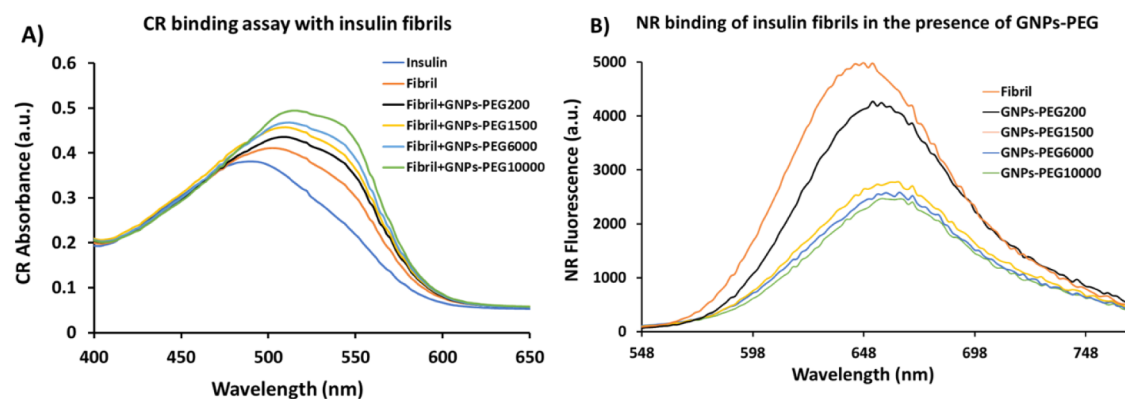 A)
CR binding assay with insulin fibrils
CR Absorbance (a.u.)
0.6
0.5
0.4
0.3
0.2
0.1
0
400
450
500
550
600
650
Wavelength (nm)
Insulin
Fibril
Fibril+GNPs-PEG200
Fibril+GNPs-PEG1500
Fibril+GNPs-PEG6000
Fibril+GNPs-PEG10000
B)
NR binding of insulin fibrils in the presence of GNPs-PEG
NR Fluorescence (a.u.)
5000
4000
3000
2000
1000
0
548
598
648
698
748
Wavelength (nm)
Fibril
GNPs-PEG200
GNPs-PEG1500
GNPs-PEG6000
GNPs-PEG10000